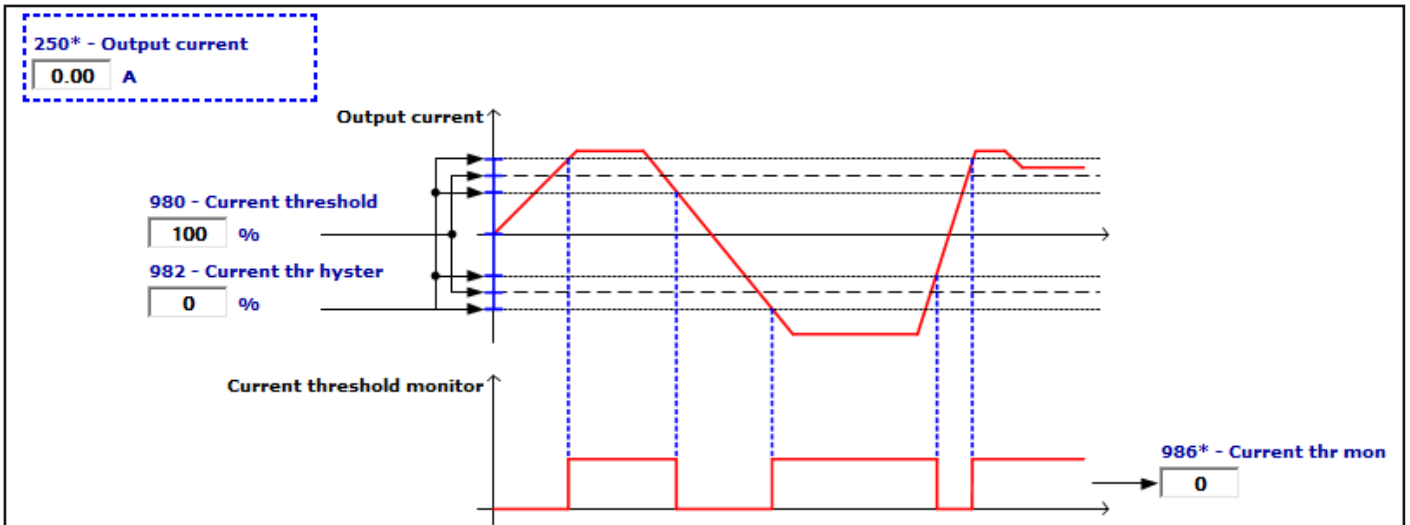 250* - Output current
0.00 A
Output current
980 - Current threshold
100 %
982 - Current thr hyster
0 %
Current threshold monitor
986* - Current thr mon
0